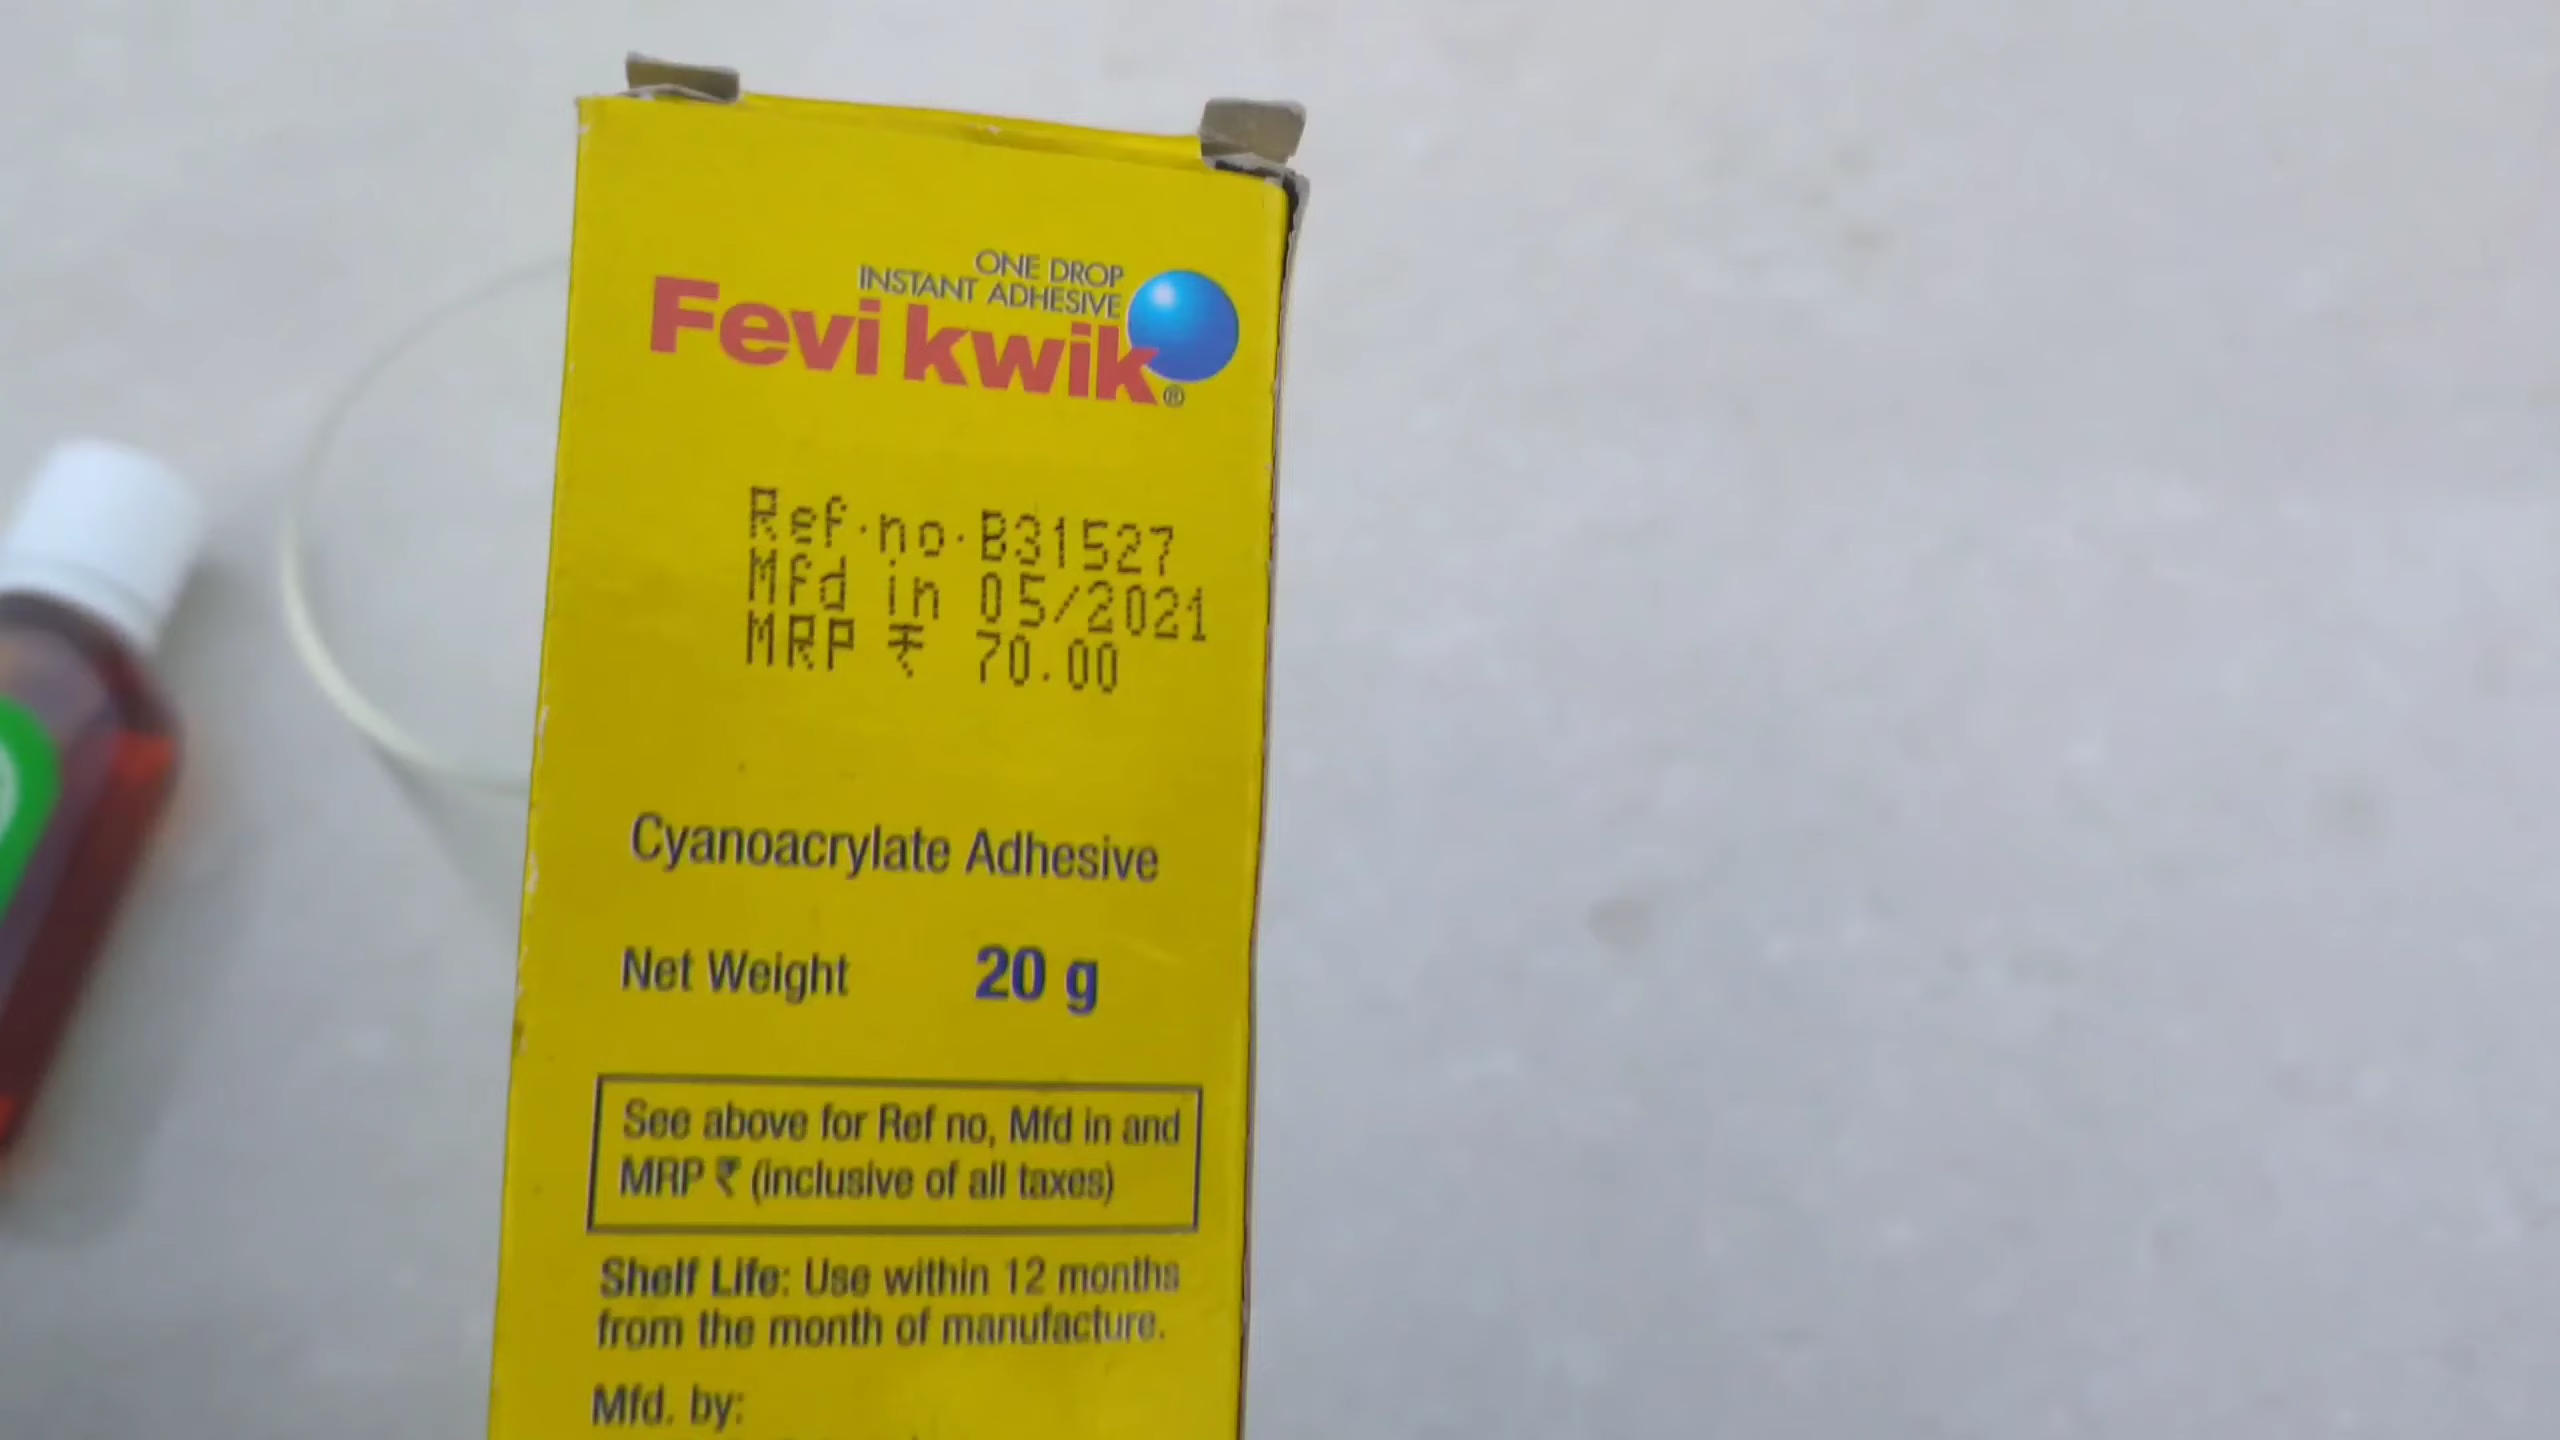 ONE DROP
INSTANT ADHESIVE
Fevikwik®
Ref.no.B31527
Mfd in 05/2021
MRP ₹ 70.00
Cyanoacrylate Adhesive
Net Weight 20 g
See above for Ref no, Mfd in and
MRP ₹ (inclusive of all taxes)
Shelf Life: Use within 12 months
from the month of manufacture.
Mfd. by: